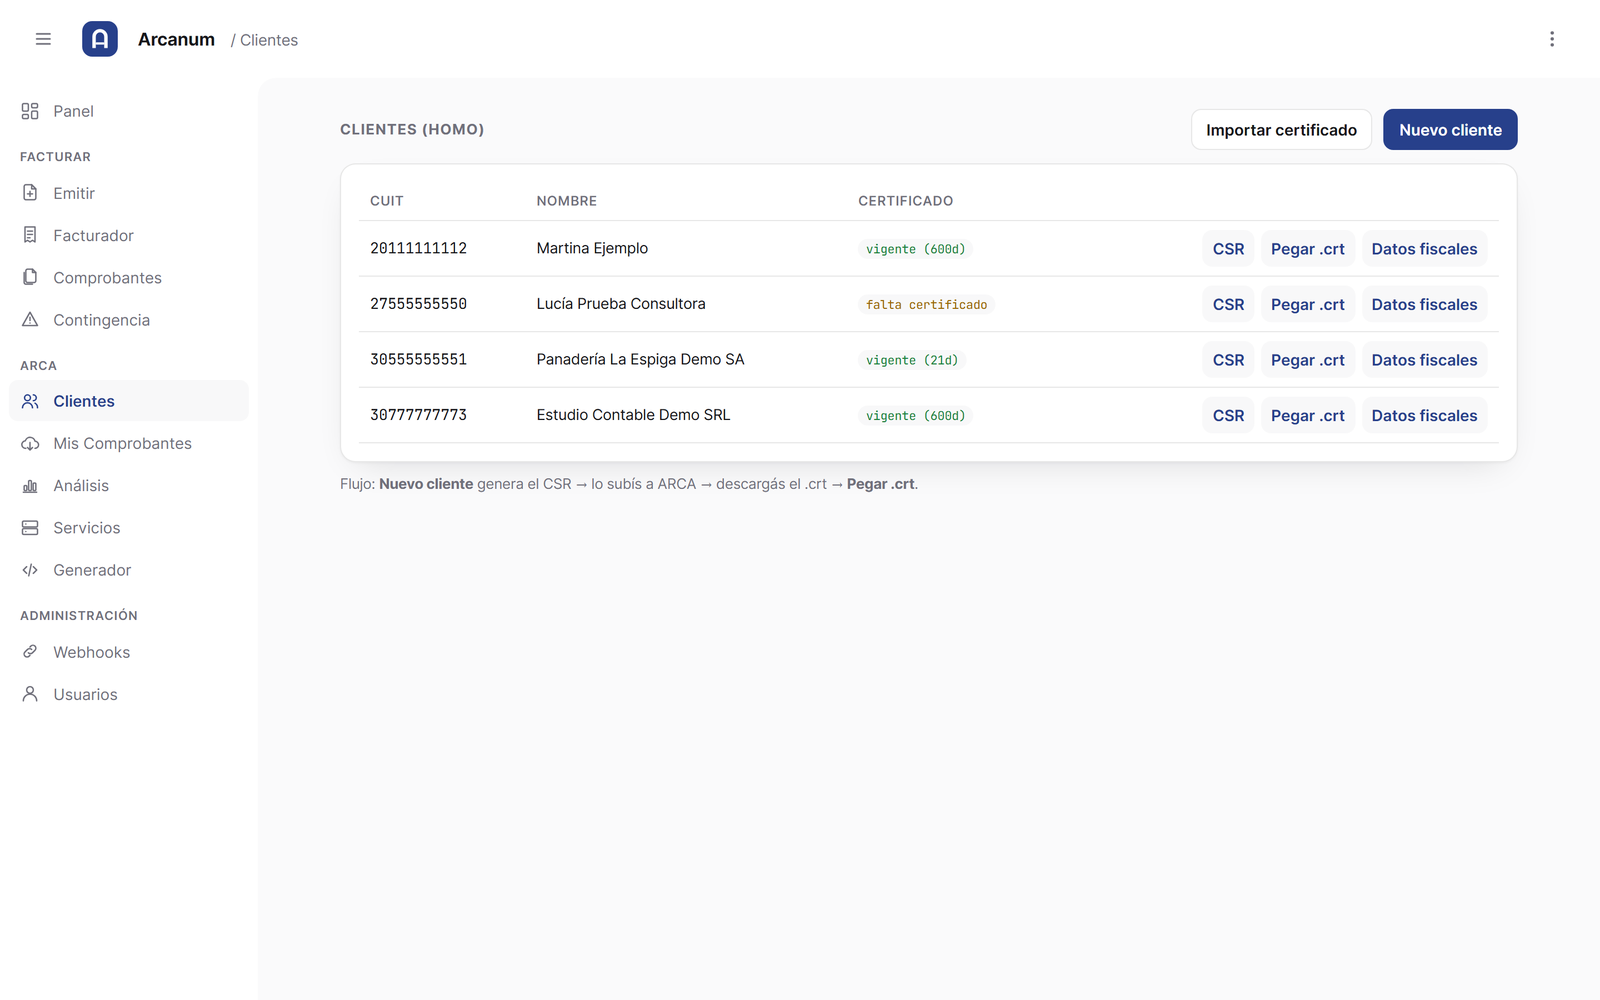 Arcanum / Clientes
Panel
FACTURAR
Emitir
Facturador
Comprobantes
Contingencia
ARCA
Clientes
Mis Comprobantes
Análisis
Servicios
Generador
ADMINISTRACIÓN
Webhooks
Usuarios
CLIENTES (HOMO)
Importar certificado
Nuevo cliente
CUIT NOMBRE CERTIFICADO
20111111112 Martina Ejemplo vigente (600d) CSR Pegar .crt Datos fiscales
27555555550 Lucía Prueba Consultora falta certificado CSR Pegar .crt Datos fiscales
30555555551 Panadería La Espiga Demo SA vigente (21d) CSR Pegar .crt Datos fiscales
30777777773 Estudio Contable Demo SRL vigente (600d) CSR Pegar .crt Datos fiscales
Flujo: Nuevo cliente genera el CSR → lo subís a ARCA → descargás el .crt → Pegar .crt.